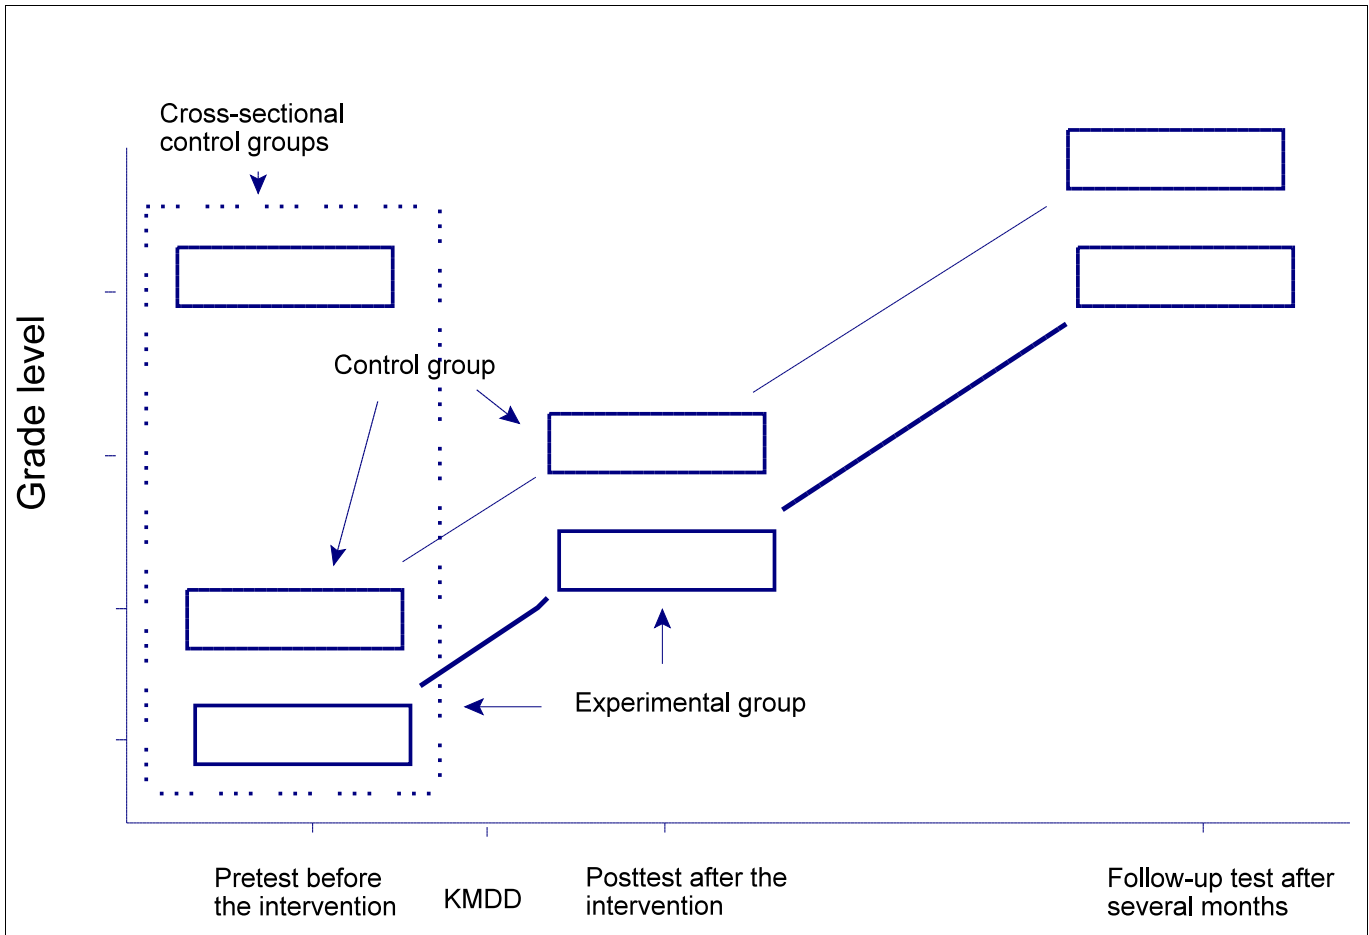 Cross-sectional
control groups
Control group
Grade level
Experimental group
Pretest before
the intervention
KMDD
Posttest after the
intervention
Follow-up test after
several months